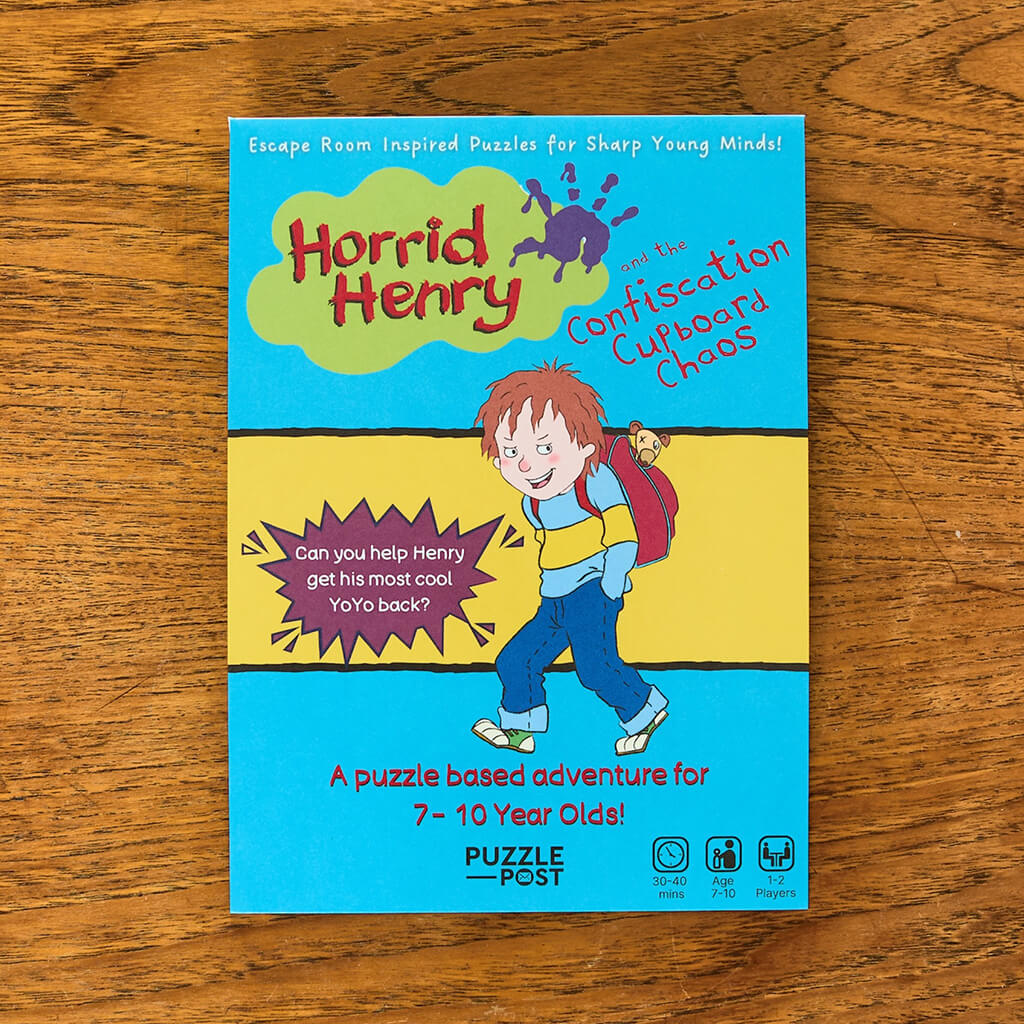 Escape Room Inspired Puzzles for Sharp Young Minds!
Horrid
Henry
and the
Confiscation
Cupboard
Chaos
Can you help Henry
get his most cool
YoYo back?
A puzzle based adventure for
7- 10 Year Olds!
PUZZLE
POST
30-40
mins
Age
7-10
1-2
Players